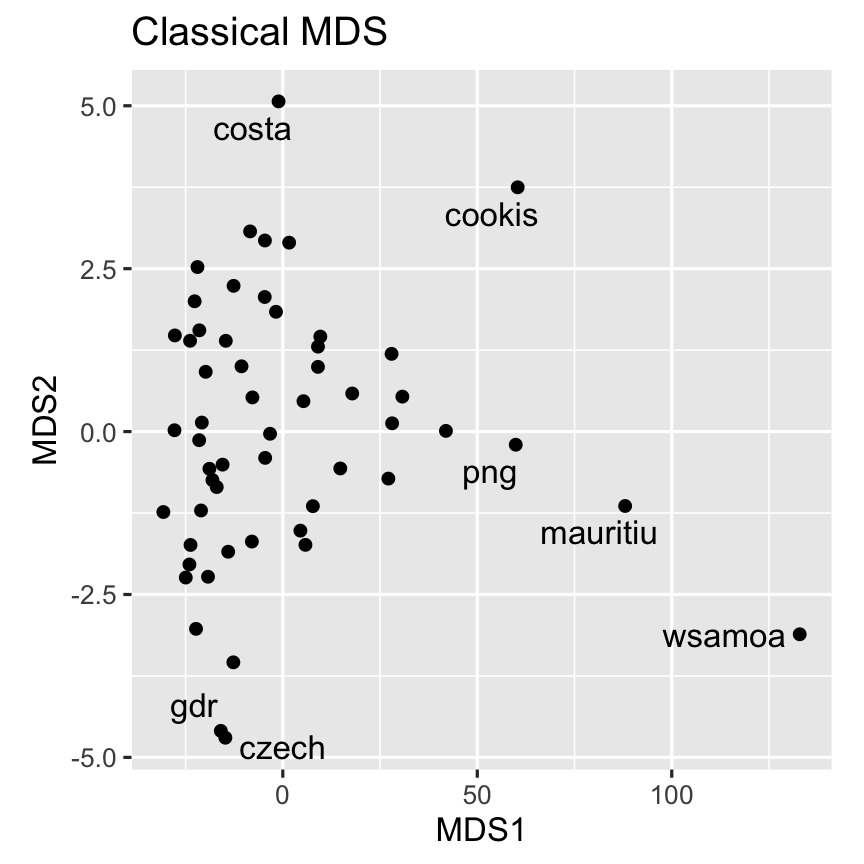 Classical MDS
5.0
costa
cookis
2.5
MDS2
0.0
png
mauritiu
-2.5
wsamoa
gdr
czech
-5.0
0 50 100
MDS1